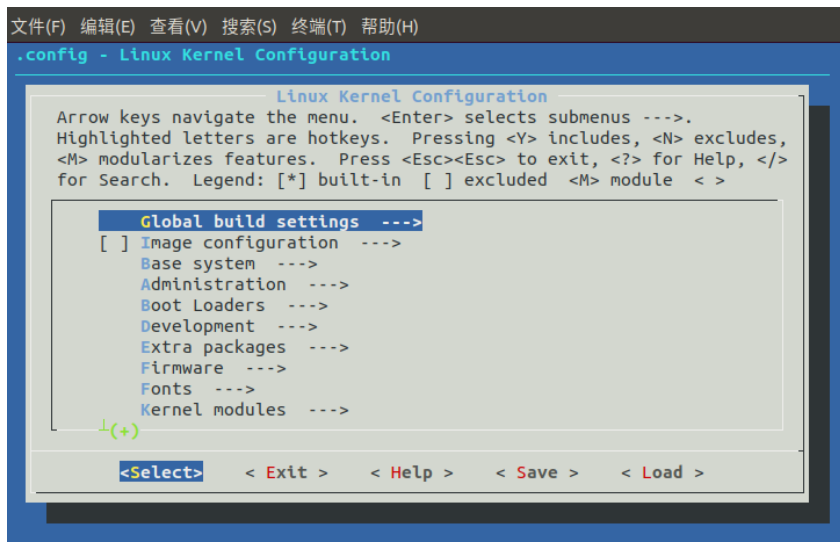 文件(F) 编辑(E) 查看(V) 搜索(S) 终端(T) 帮助(H)
.config - Linux Kernel Configuration
Linux Kernel Configuration
Arrow keys navigate the menu.  <Enter> selects submenus --->.
Highlighted letters are hotkeys.  Pressing <Y> includes, <N> excludes,
<M> modularizes features.  Press <Esc><Esc> to exit, <?> for Help, </>
for Search.  Legend: [*] built-in  [ ] excluded  <M> module  < >
Global build settings  --->
[ ] Image configuration  --->
Base system  --->
Administration  --->
Boot Loaders  --->
Development  --->
Extra packages  --->
Firmware  --->
Fonts  --->
Kernel modules  --->
┴(+)
<Select>    < Exit >    < Help >    < Save >    < Load >